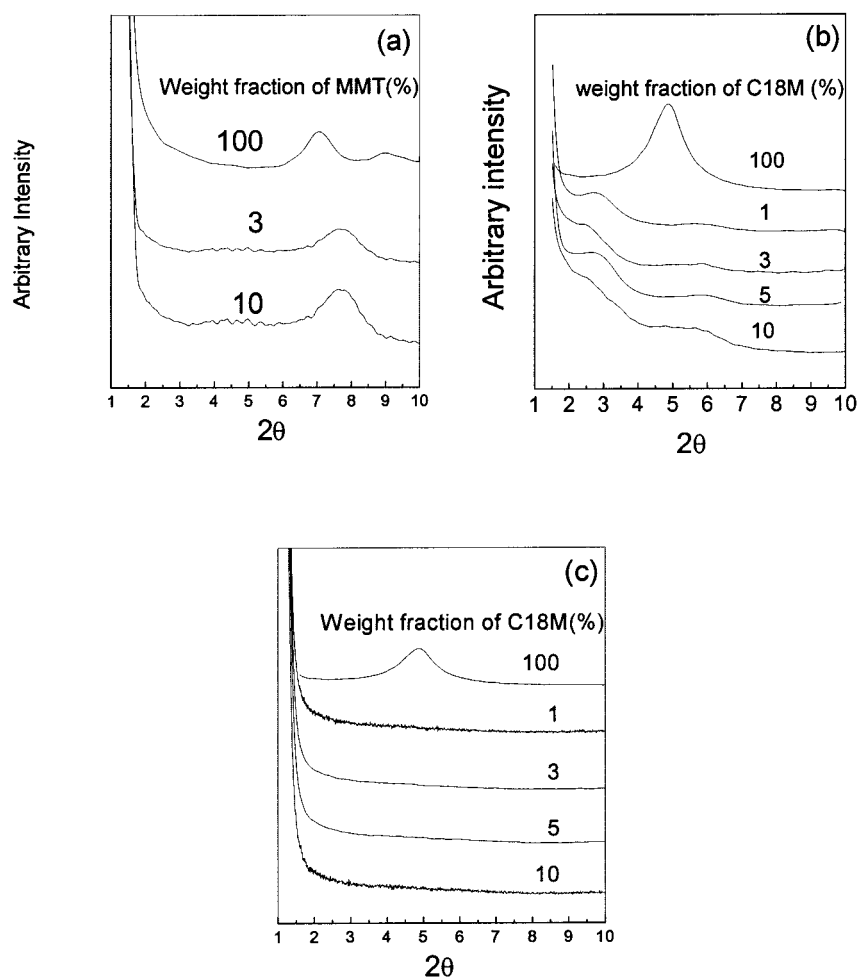 (a)
Weight fraction of MMT(%)
100
3
10
Arbitrary Intensity
1 2 3 4 5 6 7 8 9 10
2θ
(b)
weight fraction of C18M (%)
100
1
3
5
10
Arbitrary intensity
1 2 3 4 5 6 7 8 9 10
2θ
(c)
Weight fraction of C18M(%)
100
1
3
5
10
1 2 3 4 5 6 7 8 9 10
2θ